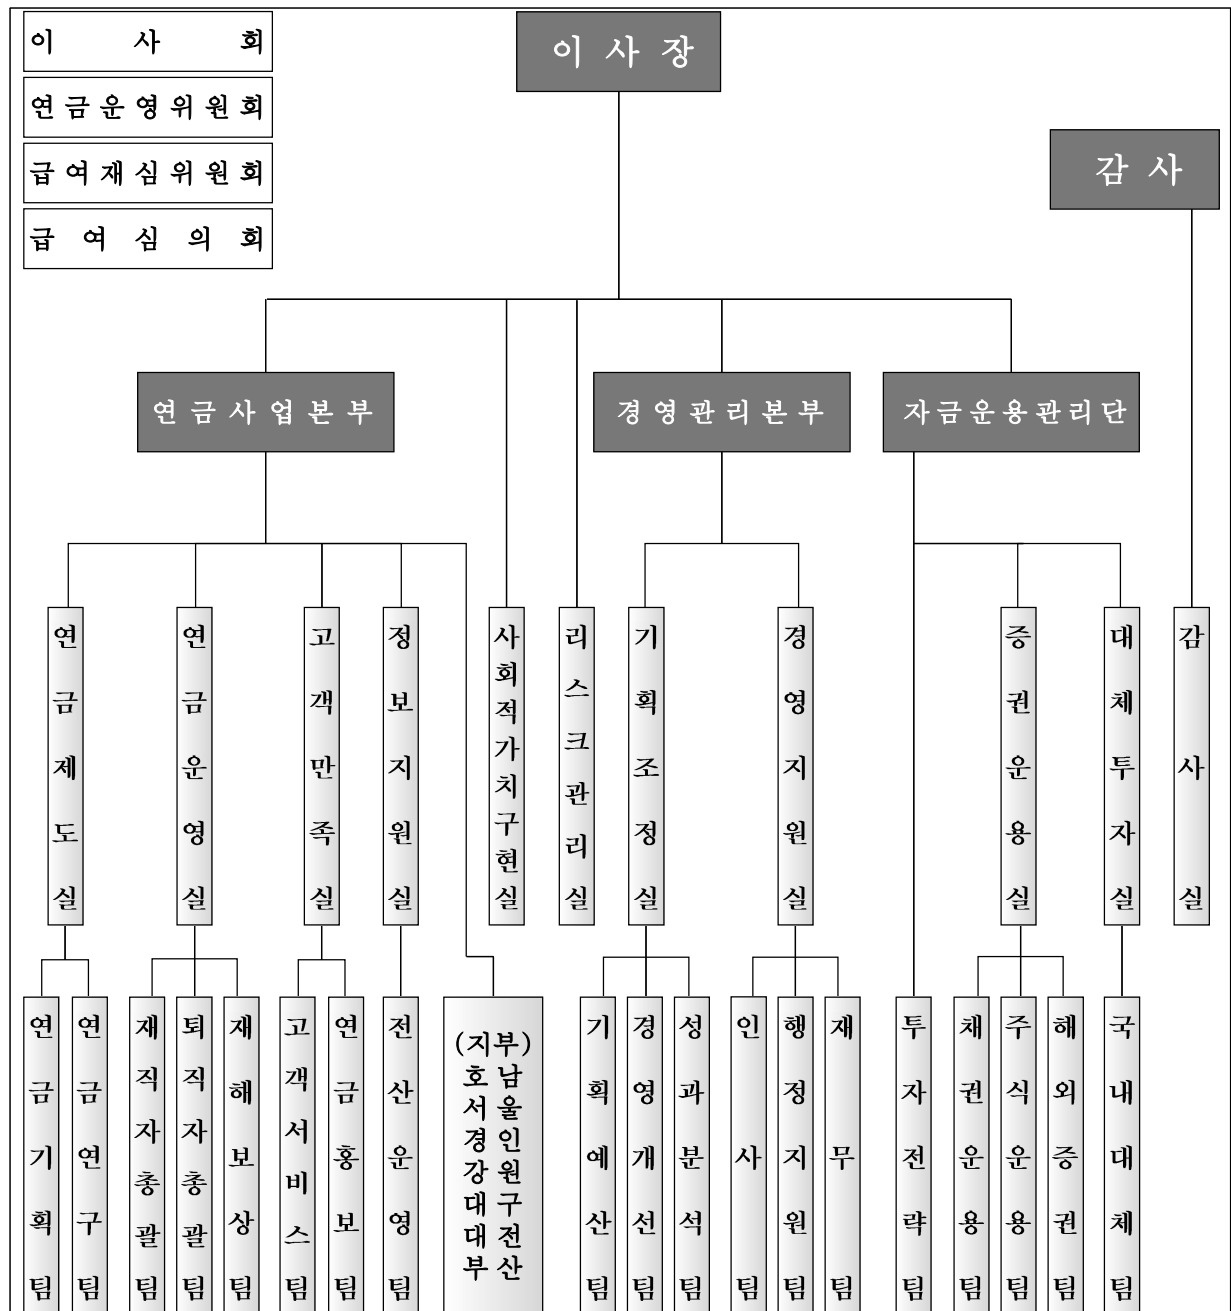 이 사 회
연금운영위원회
급여재심위원회
급 여 심 의 회
이 사 장
감 사
연금사업본부
경영관리본부
자금운용관리단
연금제도실
연금운영실
고객만족실
정보지원실
사회적가치구현실
리스크관리실
기획조정실
경영지원실
증권운용실
대체투자실
감사실
연금기획팀
연금연구팀
재직자총괄팀
퇴직자총괄팀
재해보상팀
고객서비스팀
연금홍보팀
전산운영팀
(지부)
호남
서울
경인
강원
대구
대전
부산
기획예산팀
경영개선팀
성과분석팀
인사팀
행정지원팀
재무팀
투자전략팀
채권운용팀
주식운용팀
해외증권팀
국내대체팀